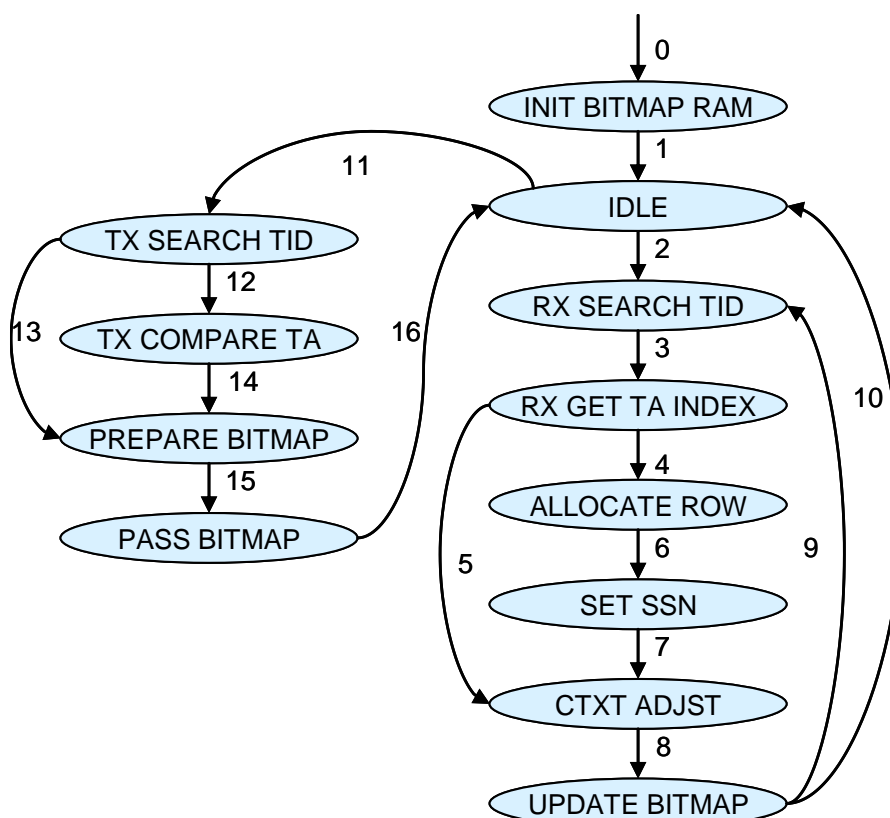 0
INIT BITMAP RAM
1
11
IDLE
TX SEARCH TID
2
12
RX SEARCH TID
13
TX COMPARE TA
16
3
14
10
RX GET TA INDEX
PREPARE BITMAP
4
15
ALLOCATE ROW
PASS BITMAP
6
9
5
SET SSN
7
CTXT ADJST
8
UPDATE BITMAP